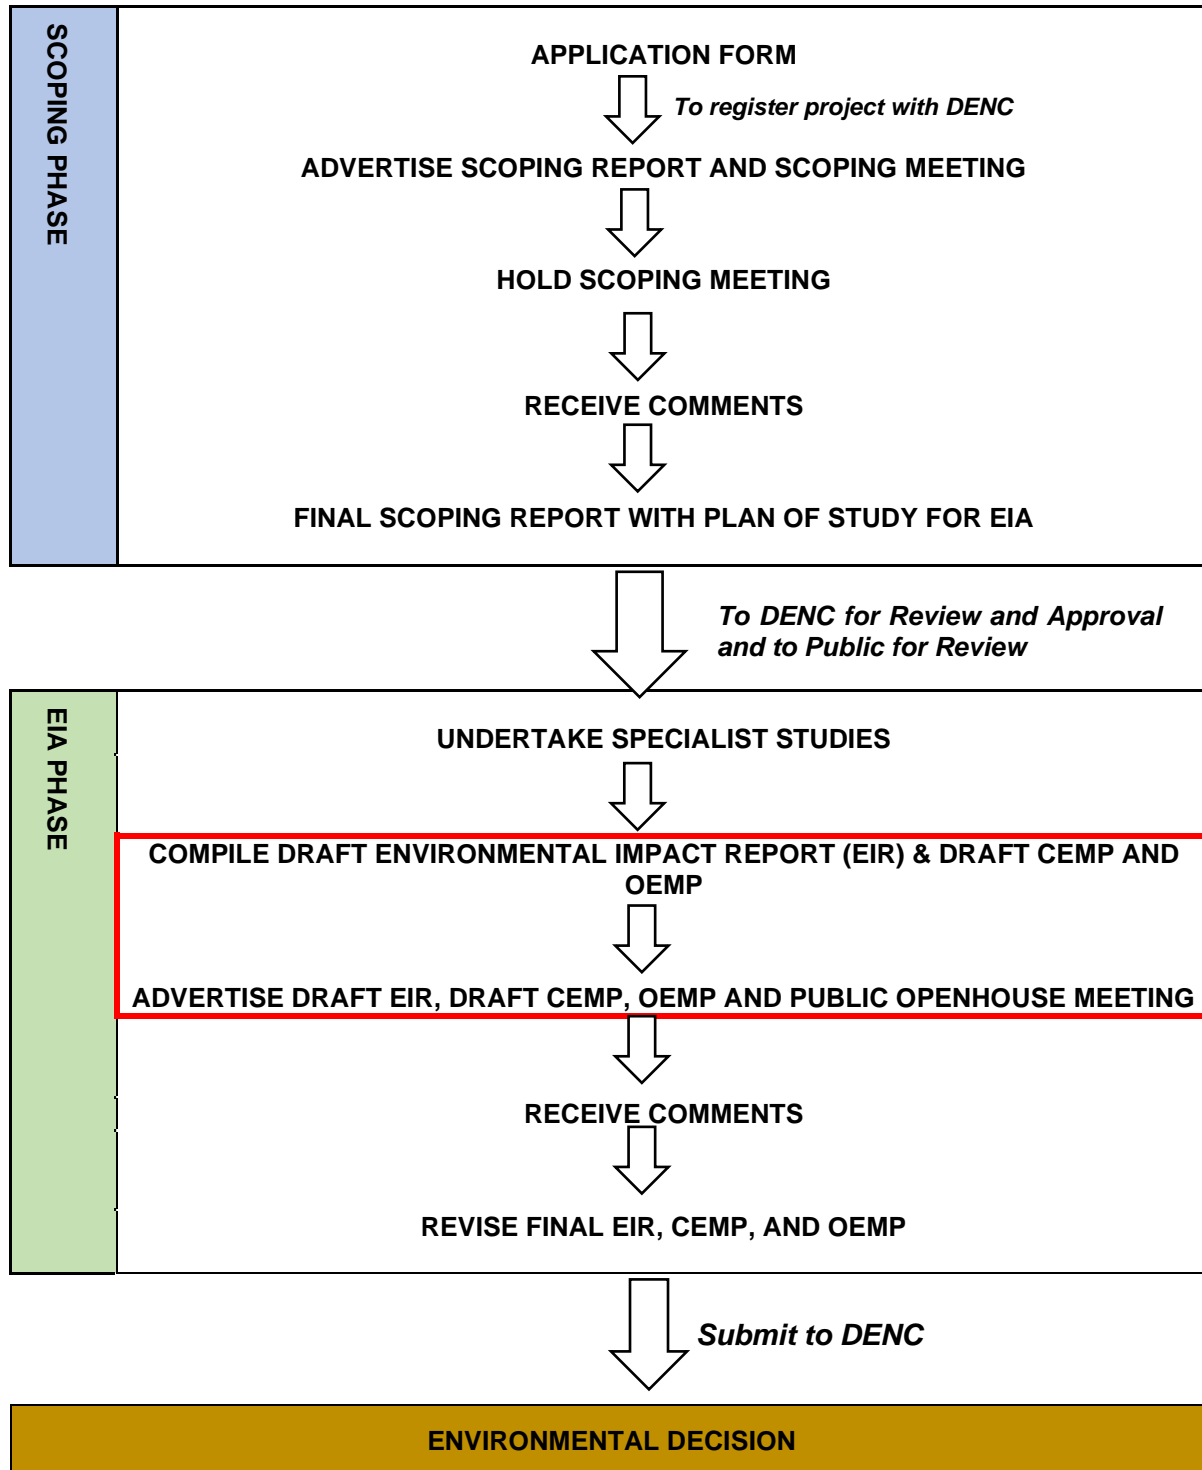 SCOPING PHASE
APPLICATION FORM
To register project with DENC
ADVERTISE SCOPING REPORT AND SCOPING MEETING
HOLD SCOPING MEETING
RECEIVE COMMENTS
FINAL SCOPING REPORT WITH PLAN OF STUDY FOR EIA
To DENC for Review and Approval
and to Public for Review
EIA PHASE
UNDERTAKE SPECIALIST STUDIES
COMPILE DRAFT ENVIRONMENTAL IMPACT REPORT (EIR) & DRAFT CEMP AND
OEMP
ADVERTISE DRAFT EIR, DRAFT CEMP, OEMP AND PUBLIC OPENHOUSE MEETING
RECEIVE COMMENTS
REVISE FINAL EIR, CEMP, AND OEMP
Submit to DENC
ENVIRONMENTAL DECISION